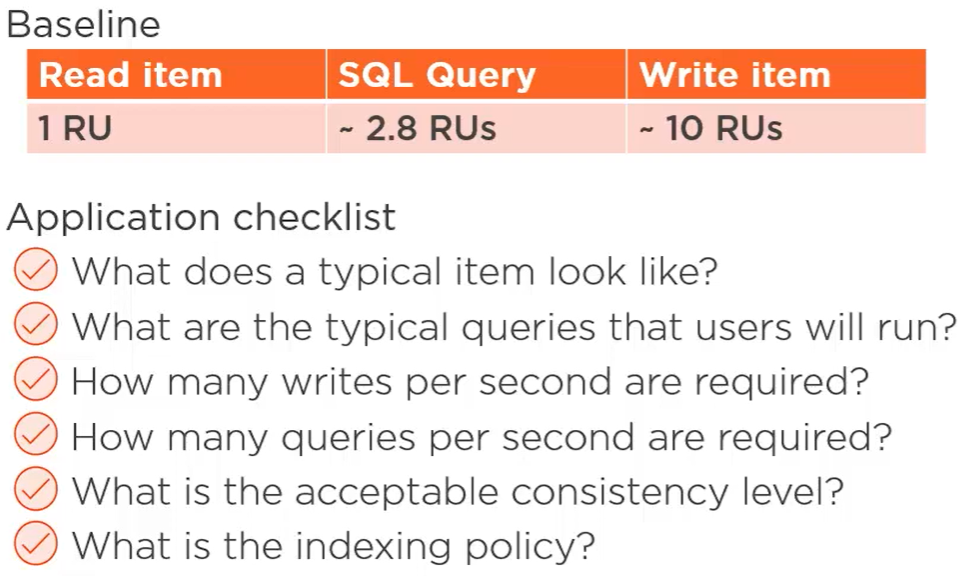 Baseline
Read item SQL Query Write item
1 RU ~ 2.8 RUs ~ 10 RUs
Application checklist
What does a typical item look like?
What are the typical queries that users will run?
How many writes per second are required?
How many queries per second are required?
What is the acceptable consistency level?
What is the indexing policy?